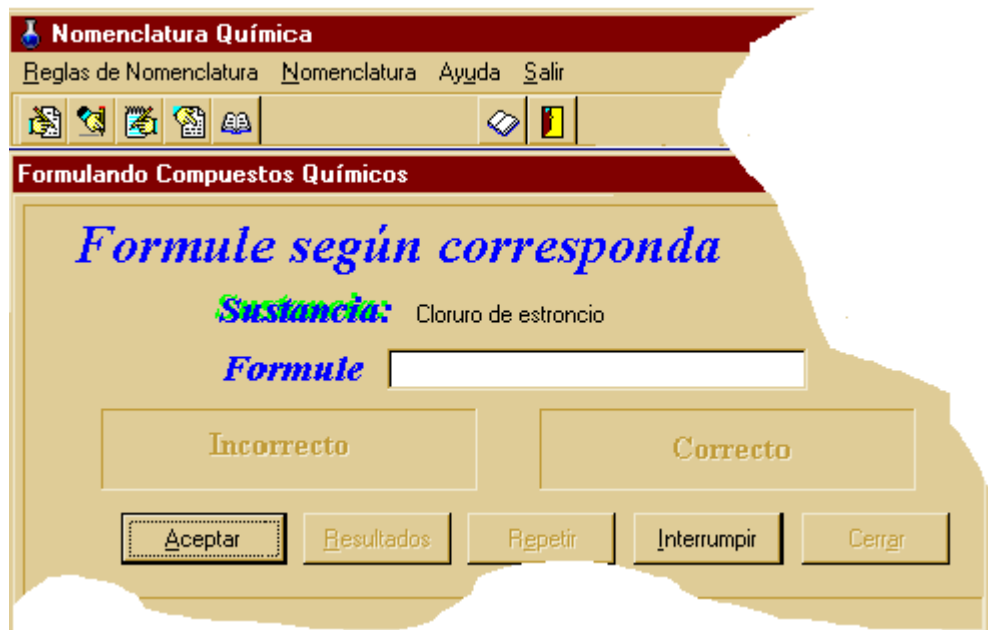 Nomenclatura Química
Reglas de Nomenclatura Nomenclatura Ayuda Salir
Formulando Compuestos Químicos
Formule según corresponda
Sustancia: Cloruro de estroncio
Formule
Incorrecto Correcto
Aceptar Resultados Repetir Interrumpir Cerrar